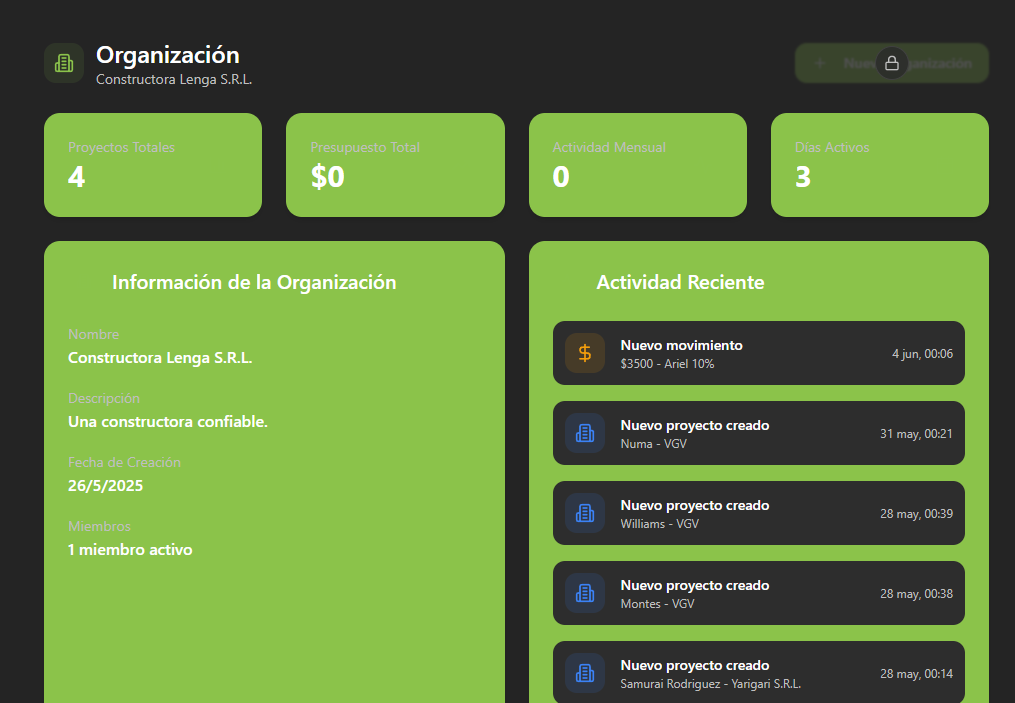 Organización
Constructora Lenga S.R.L.
Proyectos Totales
4
Presupuesto Total
$0
Actividad Mensual
0
Días Activos
3
Información de la Organización
Nombre
Constructora Lenga S.R.L.
Descripción
Una constructora confiable.
Fecha de Creación
26/5/2025
Miembros
1 miembro activo
Actividad Reciente
Nuevo movimiento
$3500 - Ariel 10%
4 jun, 00:06
Nuevo proyecto creado
Numa - VGV
31 may, 00:21
Nuevo proyecto creado
Williams - VGV
28 may, 00:39
Nuevo proyecto creado
Montes - VGV
28 may, 00:38
Nuevo proyecto creado
Samurai Rodriguez - Yarigari S.R.L.
28 may, 00:14